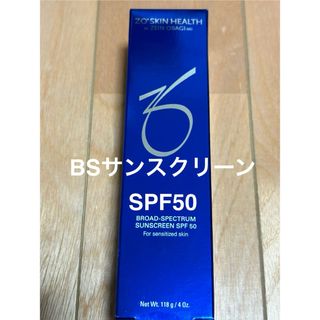 ZO® SKIN HEALTH
BY ZEIN OBAGI MD
BSサンスクリーン
SPF50
BROAD-SPECTRUM
SUNSCREEN SPF 50
For sensitized skin
Net Wt. 118 g / 4 Oz.